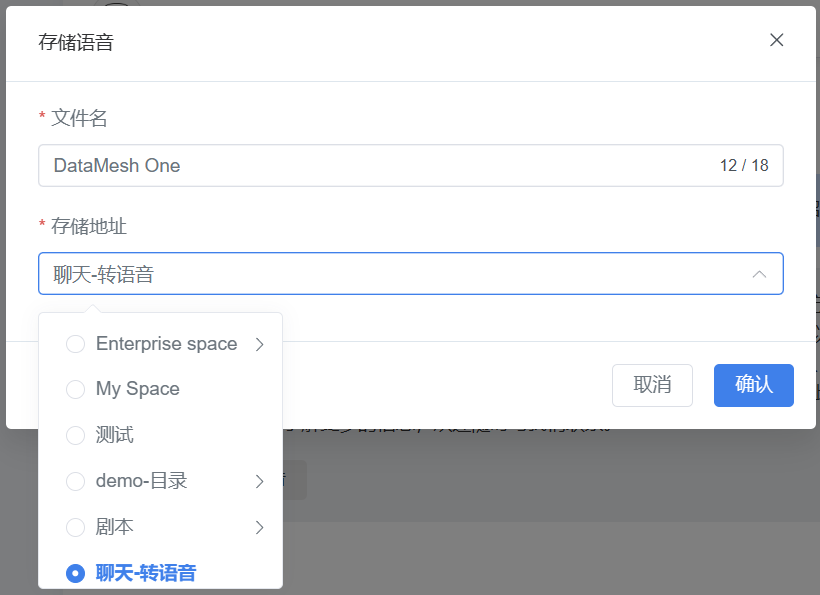 存储语音
* 文件名
DataMesh One 12 / 18
* 存储地址
聊天-转语音
Enterprise space
My Space
取消 确认
测试
demo-目录
剧本
聊天-转语音